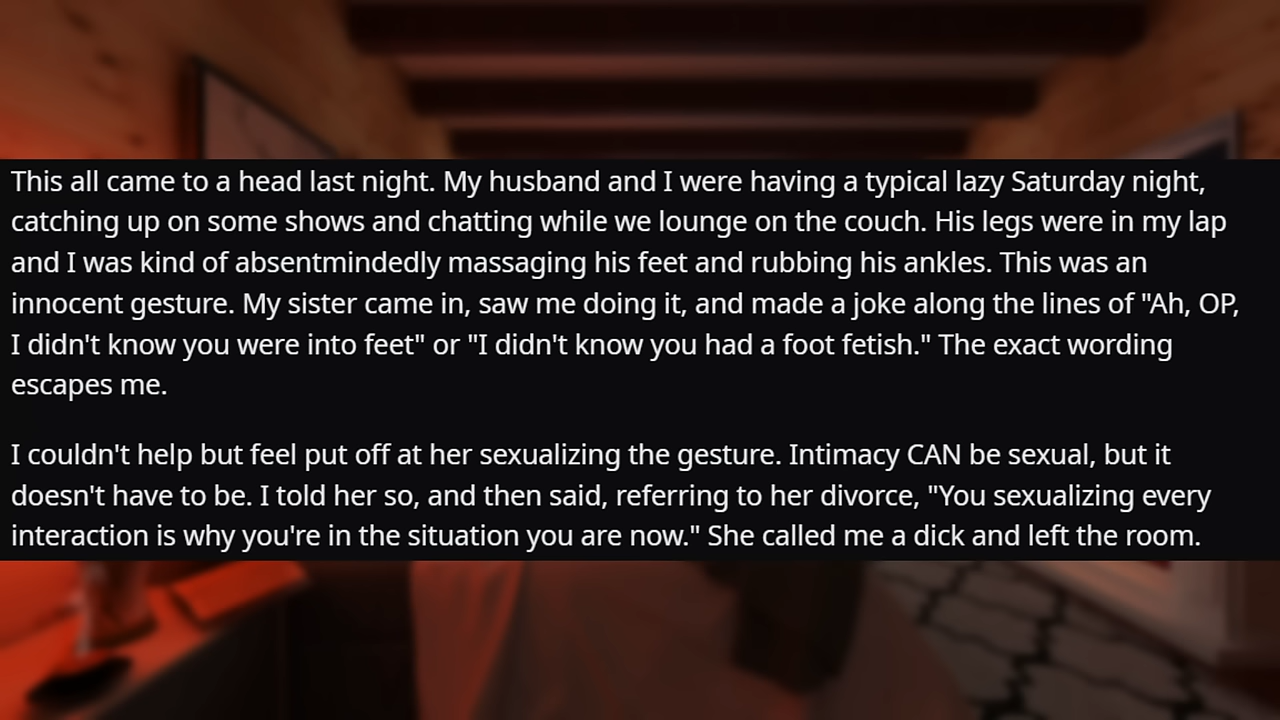 This all came to a head last night. My husband and I were having a typical lazy Saturday night,
catching up on some shows and chatting while we lounge on the couch. His legs were in my lap
and I was kind of absentmindedly massaging his feet and rubbing his ankles. This was an
innocent gesture. My sister came in, saw me doing it, and made a joke along the lines of "Ah, OP,
I didn't know you were into feet" or "I didn't know you had a foot fetish." The exact wording
escapes me.
I couldn't help but feel put off at her sexualizing the gesture. Intimacy CAN be sexual, but it
doesn't have to be. I told her so, and then said, referring to her divorce, "You sexualizing every
interaction is why you're in the situation you are now." She called me a dick and left the room.